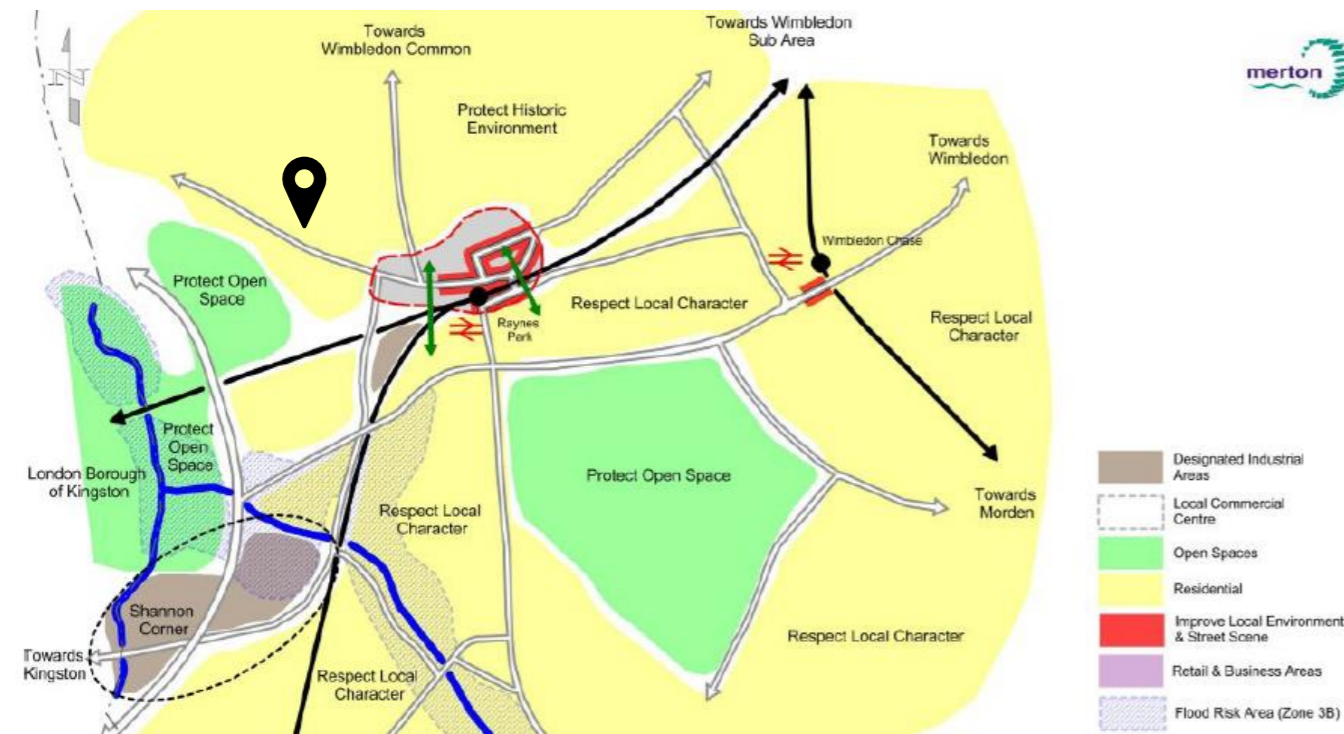 Towards
Wimbledon Common
Towards Wimbledon
Sub Area
merton
N
Protect Historic
Environment
Towards
Wimbledon
Wimbledon Chase
Protect Open
Space
Respect Local Character
Raynes
Park
Respect Local
Character
Protect
Open
Space
London Borough
of Kingston
Protect Open Space
Towards
Morden
Respect Local
Character
Shannon
Corner
Towards
Kingston
Respect Local
Character
Respect Local Character
Designated Industrial
Areas
Local Commercial
Centre
Open Spaces
Residential
Improve Local Environment
& Street Scene
Retail & Business Areas
Flood Risk Area (Zone 3B)